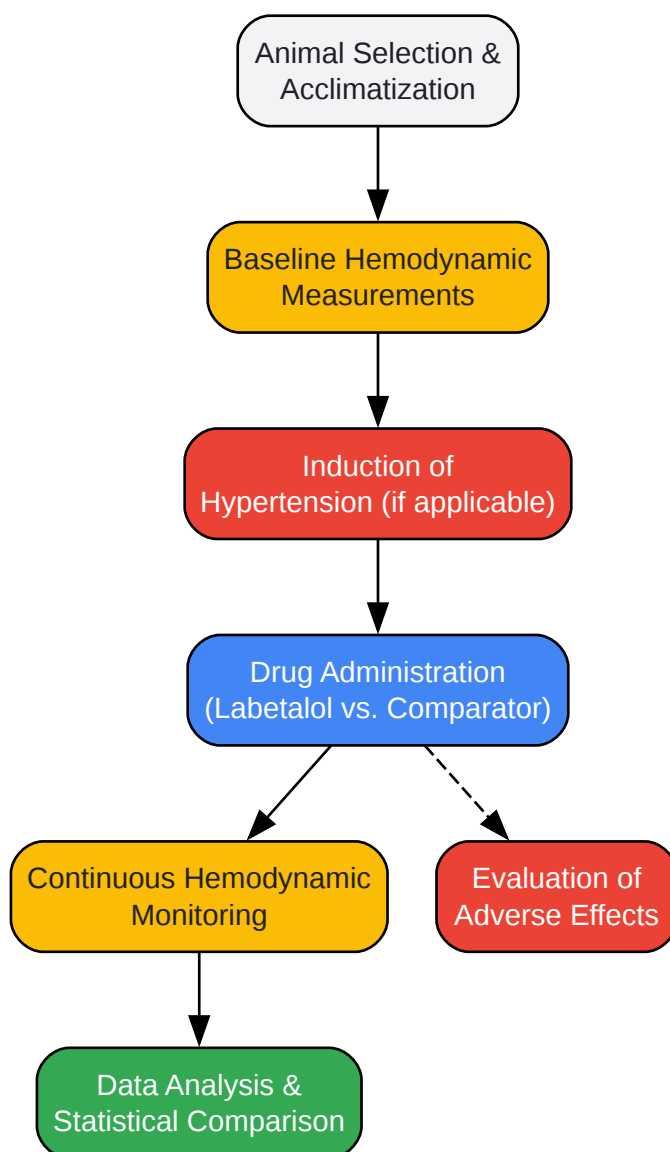 Animal Selection &
Acclimatization
Baseline Hemodynamic
Measurements
Induction of
Hypertension (if applicable)
Drug Administration
(Labetalol vs. Comparator)
Continuous Hemodynamic
Monitoring
Evaluation of
Adverse Effects
Data Analysis &
Statistical Comparison